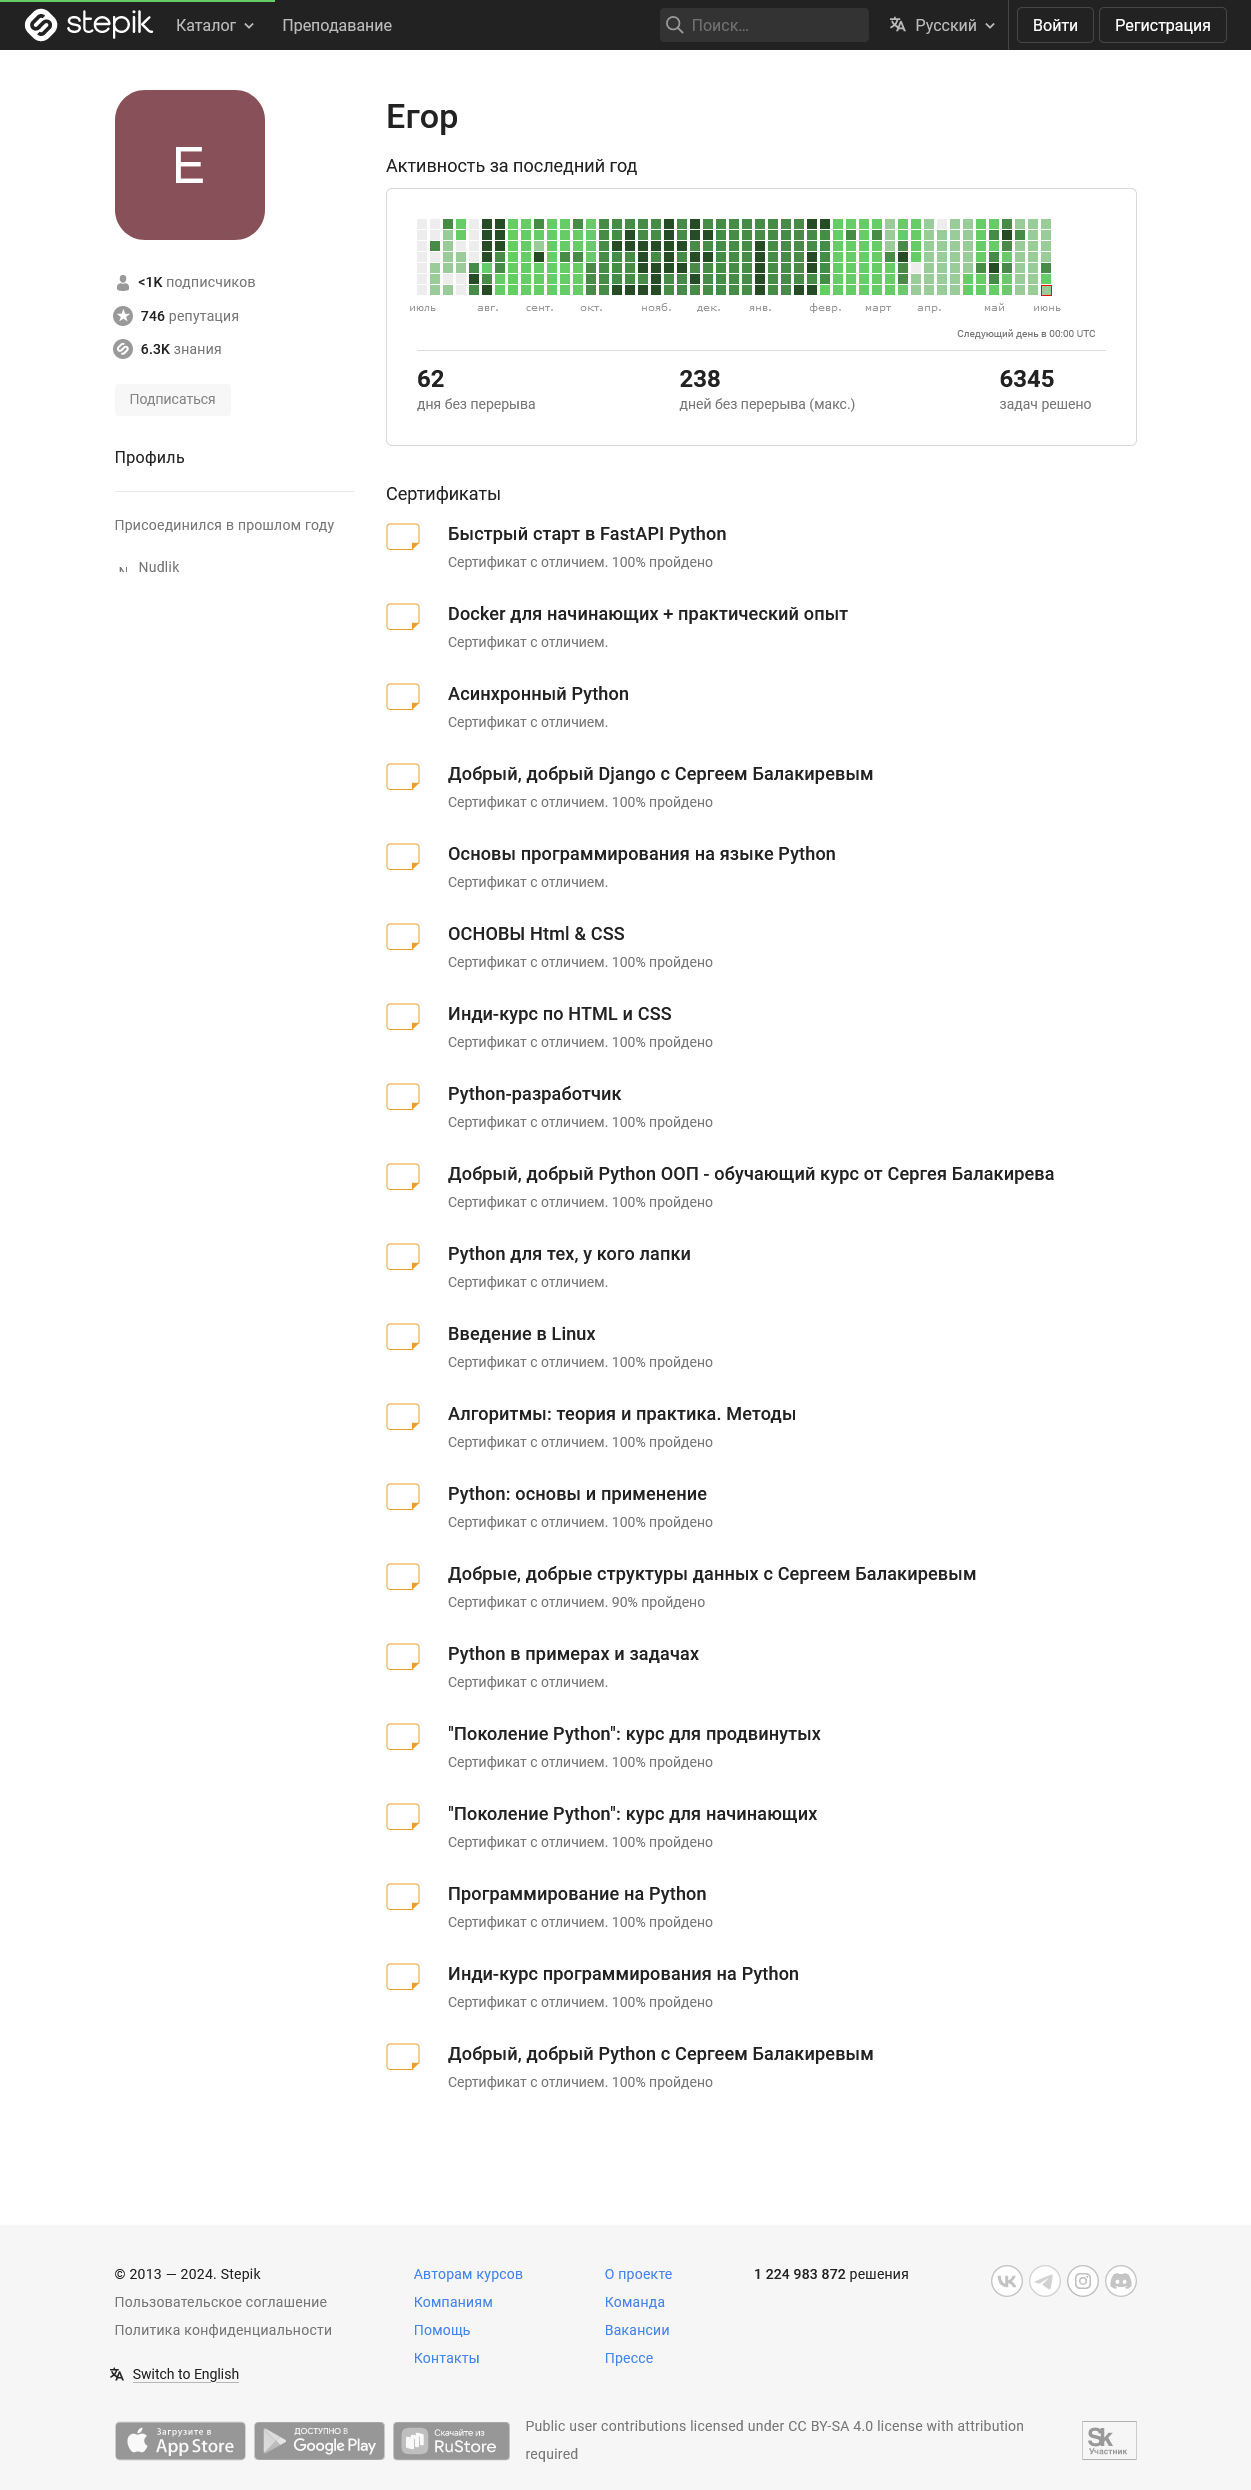 stepik Каталог Преподавание Поиск... Русский Войти Регистрация
E
<1K подписчиков
746 репутация
6.3K знания
Подписаться
Профиль
Присоединился в прошлом году
Nudlik
Егор
Активность за последний год
июль авг. сент. окт. нояб. дек. янв. февр. март апр. май июнь
Следующий день в 00:00 UTC
62 238 6345
дня без перерыва дней без перерыва (макс.) задач решено
Сертификаты
Быстрый старт в FastAPI Python
Сертификат с отличием. 100% пройдено
Docker для начинающих + практический опыт
Сертификат с отличием.
Асинхронный Python
Сертификат с отличием.
Добрый, добрый Django с Сергеем Балакиревым
Сертификат с отличием. 100% пройдено
Основы программирования на языке Python
Сертификат с отличием.
ОСНОВЫ Html & CSS
Сертификат с отличием. 100% пройдено
Инди-курс по HTML и CSS
Сертификат с отличием. 100% пройдено
Python-разработчик
Сертификат с отличием. 100% пройдено
Добрый, добрый Python ООП - обучающий курс от Сергея Балакирева
Сертификат с отличием. 100% пройдено
Python для тех, у кого лапки
Сертификат с отличием.
Введение в Linux
Сертификат с отличием. 100% пройдено
Алгоритмы: теория и практика. Методы
Сертификат с отличием. 100% пройдено
Python: основы и применение
Сертификат с отличием. 100% пройдено
Добрые, добрые структуры данных с Сергеем Балакиревым
Сертификат с отличием. 90% пройдено
Python в примерах и задачах
Сертификат с отличием.
"Поколение Python": курс для продвинутых
Сертификат с отличием. 100% пройдено
"Поколение Python": курс для начинающих
Сертификат с отличием. 100% пройдено
Программирование на Python
Сертификат с отличием. 100% пройдено
Инди-курс программирования на Python
Сертификат с отличием. 100% пройдено
Добрый, добрый Python с Сергеем Балакиревым
Сертификат с отличием. 100% пройдено
© 2013 — 2024. Stepik
Пользовательское соглашение
Политика конфиденциальности
Switch to English
Авторам курсов
Компаниям
Помощь
Контакты
О проекте
Команда
Вакансии
Прессе
1 224 983 872 решения
Загрузите в
App Store
ДОСТУПНО В
Google Play
Скачайте из
RuStore
Public user contributions licensed under CC BY-SA 4.0 license with attribution
required
Sk
Участник